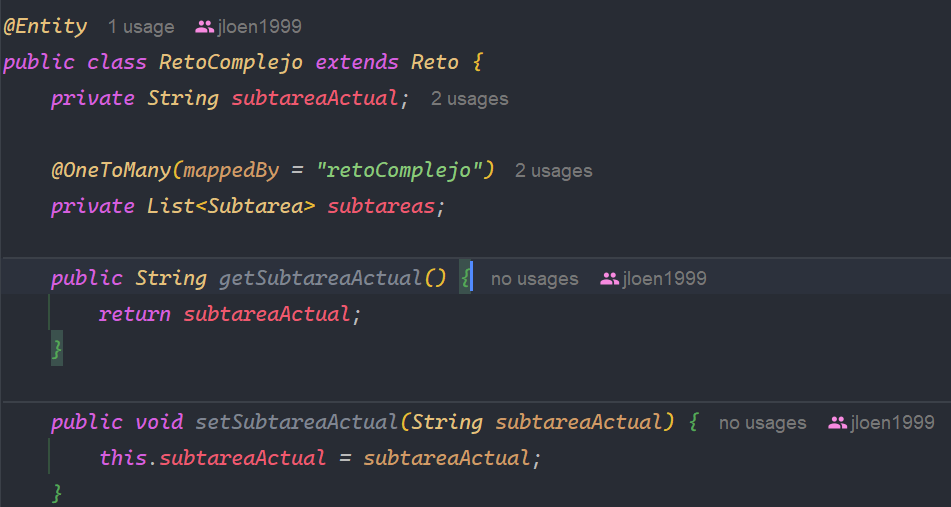 @Entity 1 usage jloen1999
public class RetoComplejo extends Reto {
private String subtareaActual; 2 usages
@OneToMany(mappedBy = "retoComplejo") 2 usages
private List<Subtarea> subtareas;
public String getSubtareaActual() { no usages jloen1999
return subtareaActual;
}
public void setSubtareaActual(String subtareaActual) { no usages jloen1999
this.subtareaActual = subtareaActual;
}